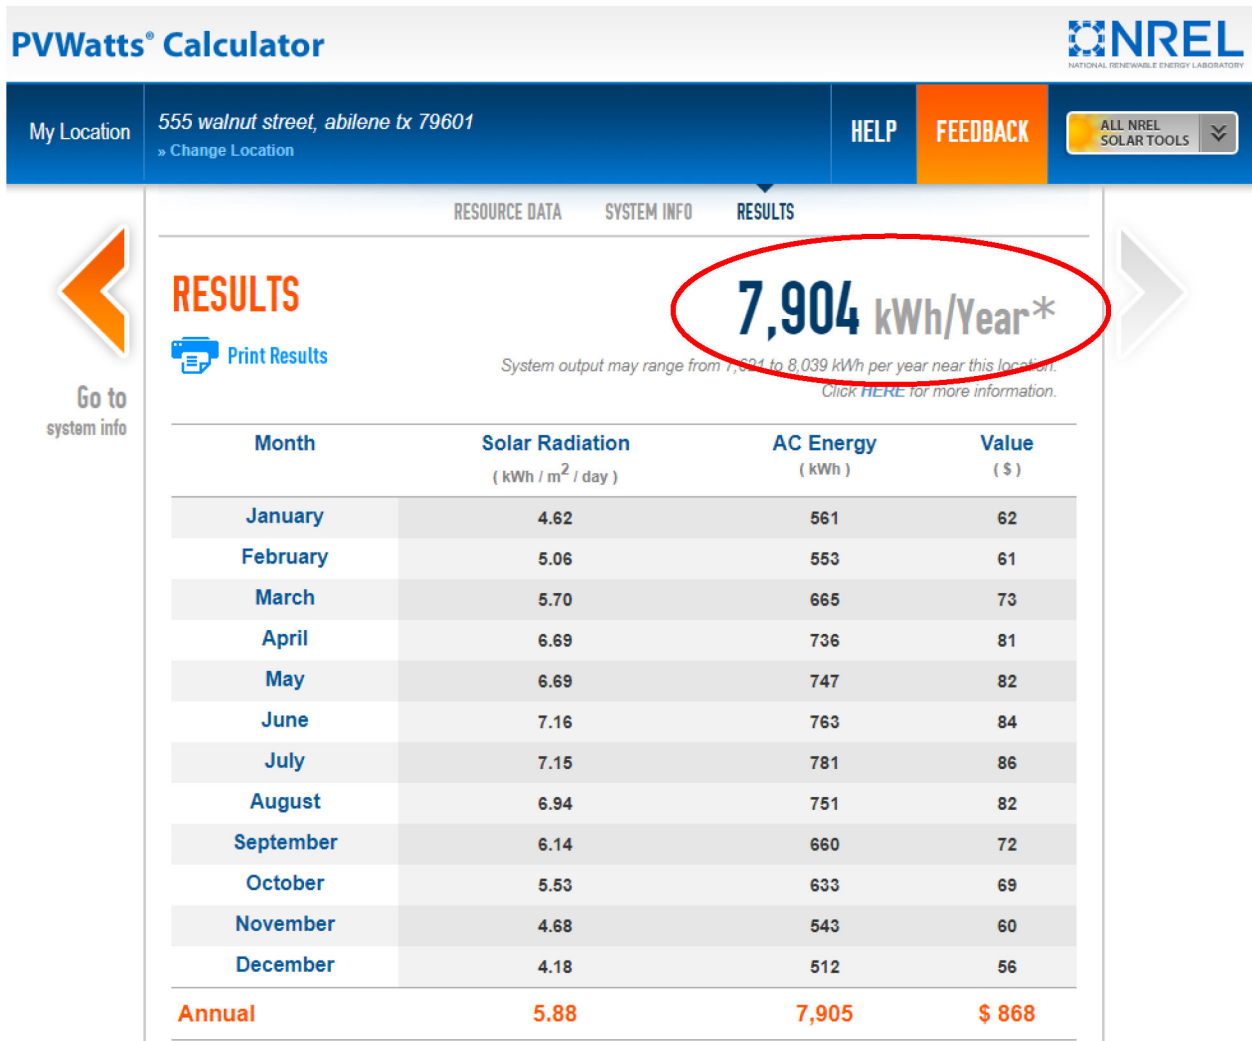 PVWatts® Calculator
NREL
NATIONAL RENEWABLE ENERGY LABORATORY
My Location
555 walnut street, abilene tx 79601
» Change Location
HELP
FEEDBACK
ALL NREL
SOLAR TOOLS
RESOURCE DATA SYSTEM INFO RESULTS
RESULTS
7,904 kWh/Year*
Print Results
System output may range from 7,621 to 8,039 kWh per year near this location.
Click HERE for more information.
Go to
system info
Month Solar Radiation AC Energy Value
( kWh / m2 / day ) ( kWh ) ( $ )
January 4.62 561 62
February 5.06 553 61
March 5.70 665 73
April 6.69 736 81
May 6.69 747 82
June 7.16 763 84
July 7.15 781 86
August 6.94 751 82
September 6.14 660 72
October 5.53 633 69
November 4.68 543 60
December 4.18 512 56
Annual 5.88 7,905 $ 868